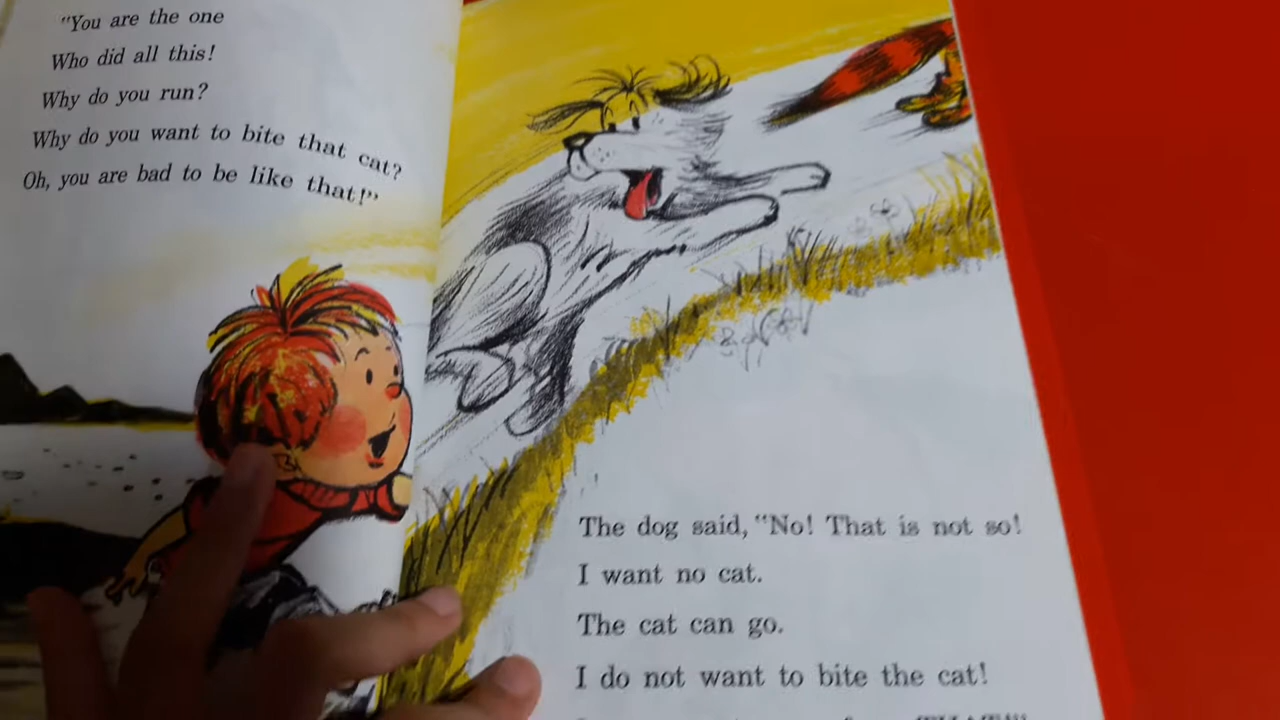 "You are the one
Who did all this!
Why do you run?
Why do you want to bite that cat?
Oh, you are bad to be like that!"
The dog said, "No! That is not so!
I want no cat.
The cat can go.
I do not want to bite the cat!